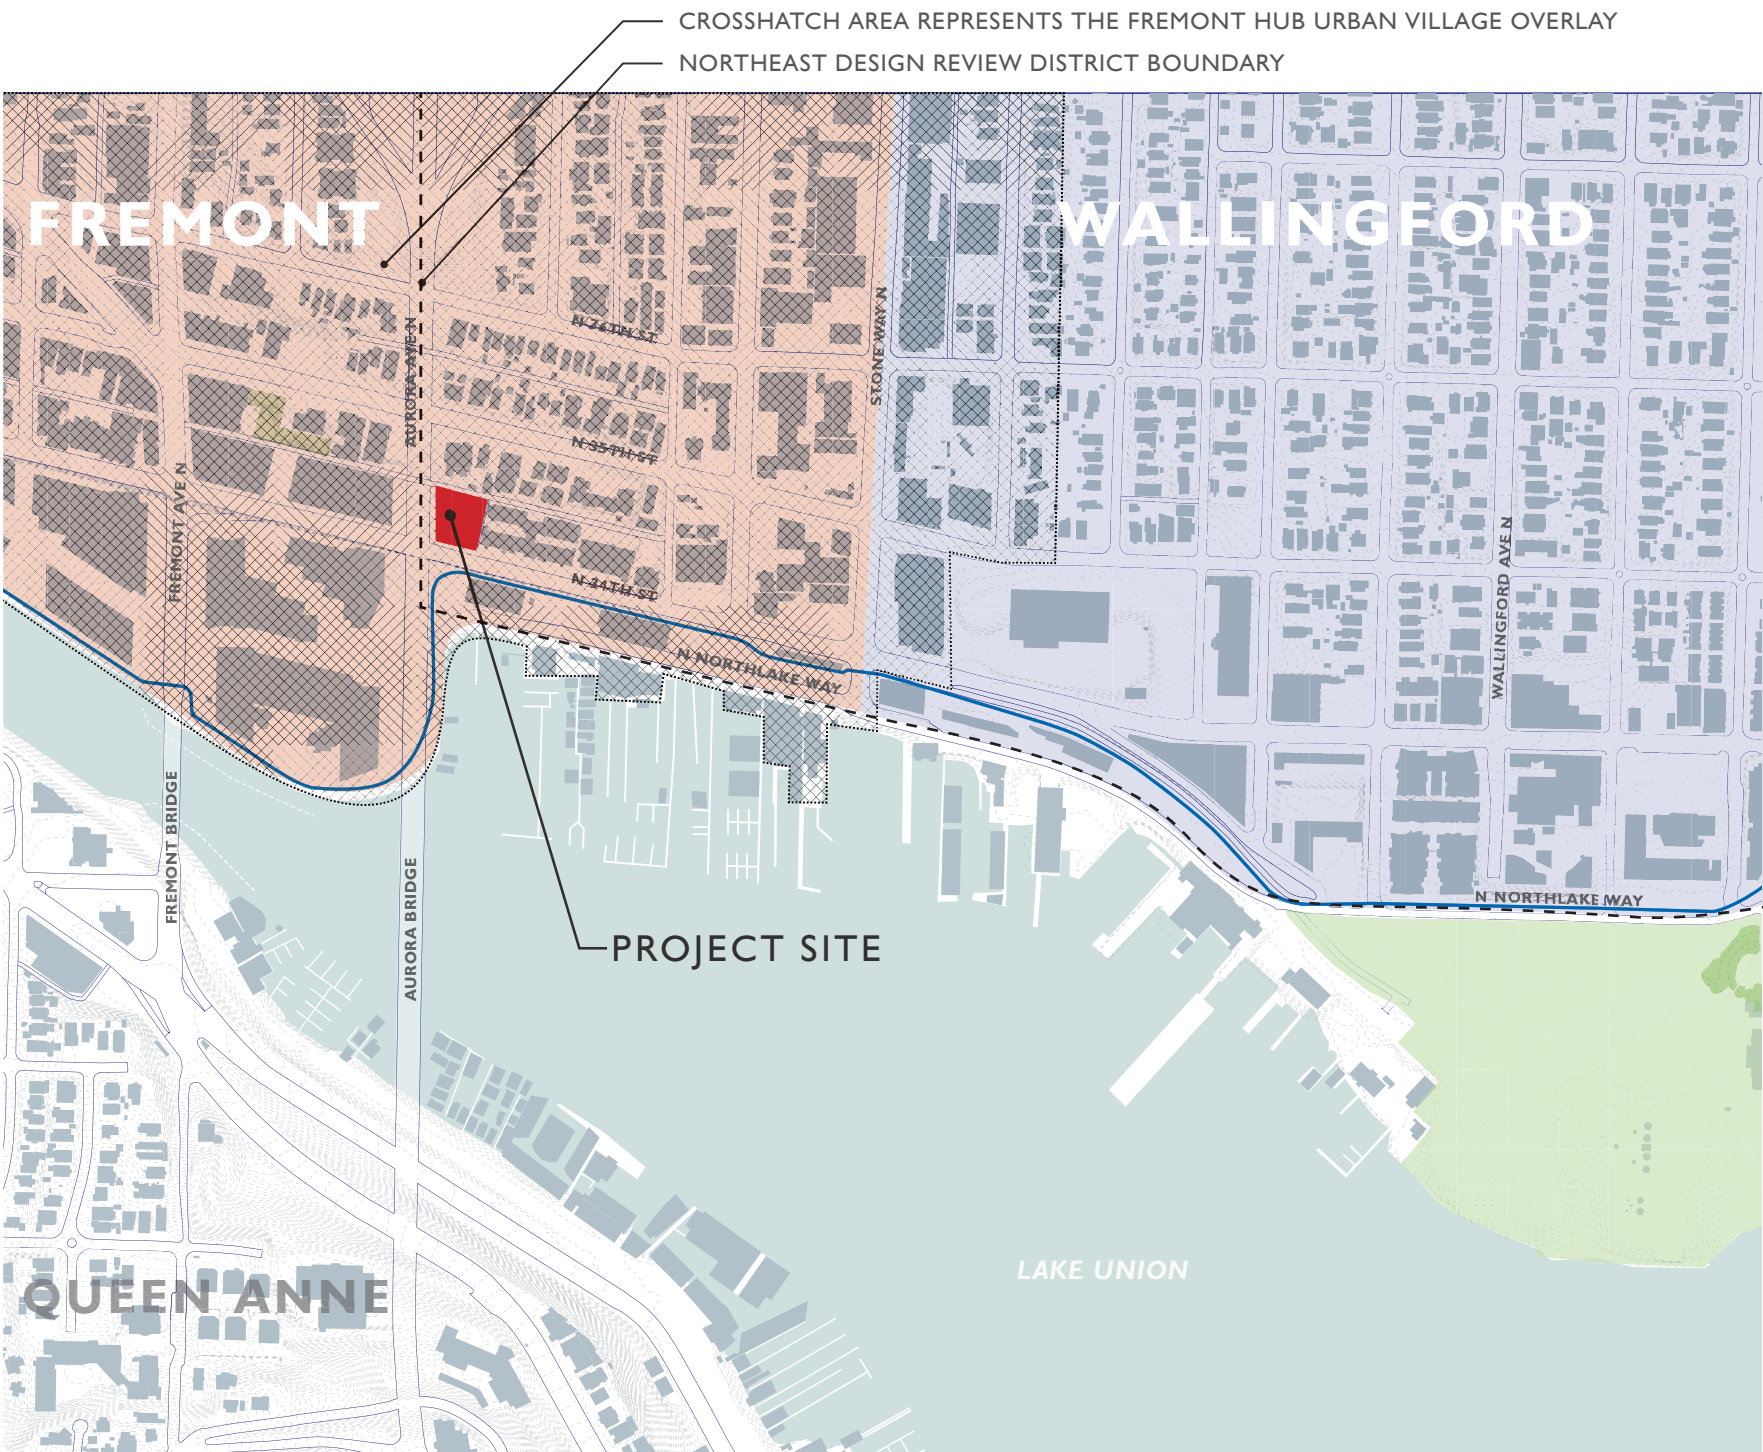 CROSSHATCH AREA REPRESENTS THE FREMONT HUB URBAN VILLAGE OVERLAY
NORTHEAST DESIGN REVIEW DISTRICT BOUNDARY
FREMONT
WALLINGFORD
N 36TH ST
AURORA AVE N
STONE WAY N
N 35TH ST
FREMONT AVE N
N 34TH ST
WALLINGFORD AVE N
N NORTHLAKE WAY
FREMONT BRIDGE
AURORA BRIDGE
N NORTHLAKE WAY
PROJECT SITE
LAKE UNION
QUEEN ANNE